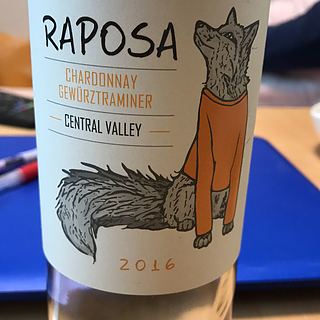 RAPOSA
CHARDONNAY
GEWÜRZTRAMINER
CENTRAL VALLEY
2016